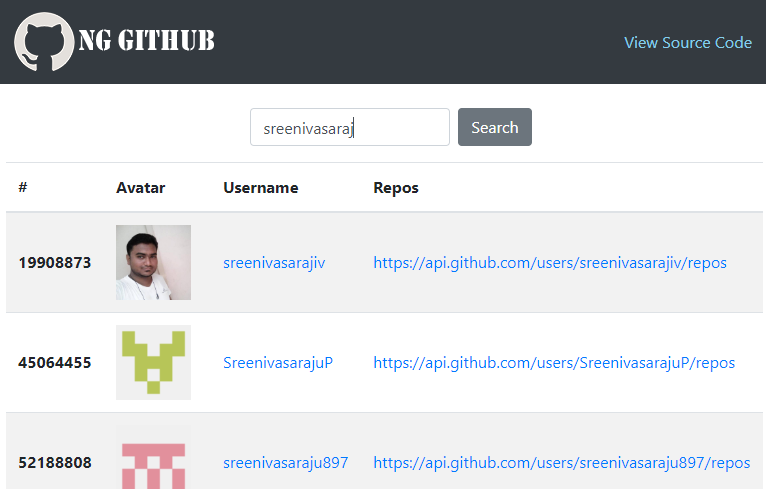 NG GITHUB
View Source Code
sreenivasaraj
Search
# Avatar Username Repos
19908873 sreenivasarajiv https://api.github.com/users/sreenivasarajiv/repos
45064455 SreenivasarajuP https://api.github.com/users/SreenivasarajuP/repos
52188808 sreenivasaraju897 https://api.github.com/users/sreenivasaraju897/repos